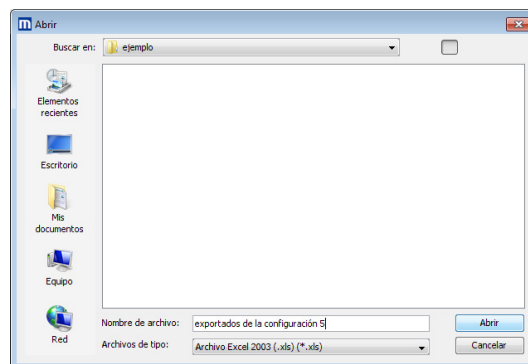 m Abrir
Buscar en: ejemplo
Elementos
recientes
Escritorio
Mis
documentos
Equipo
Red
Nombre de archivo: exportados de la configuración 5 Abrir
Archivos de tipo: Archivo Excel 2003 (.xls) (*.xls) Cancelar